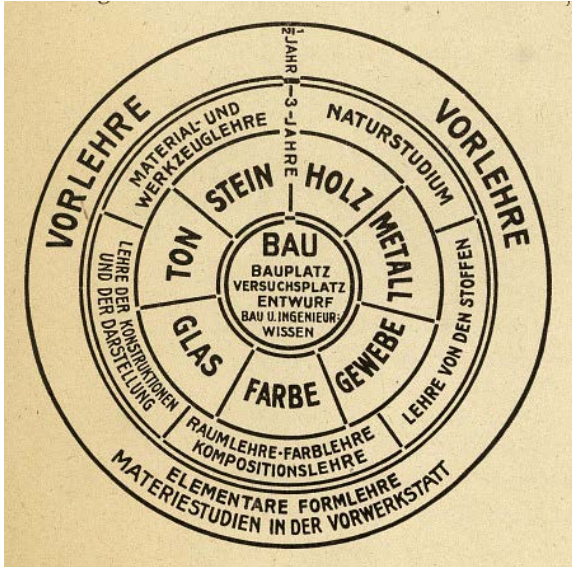 ½ JAHR
VORLEHRE
VORLEHRE
3-JAHRE
MATERIAL-UND
WERKZEUGLEHRE
NATURSTUDIUM
LEHRE VON DEN STOFFEN
RAUMLEHRE-FARBLEHRE
KOMPOSITIONSLEHRE
LEHRE DER KONSTRUKTIONEN
UND DER DARSTELLUNG
STEIN
HOLZ
METALL
GEWEBE
FARBE
GLAS
TON
BAU
BAUPLATZ
VERSUCHSPLATZ
ENTWURF
BAU U. INGENIEUR:
WISSEN
ELEMENTARE FORMLEHRE
MATERIESTUDIEN IN DER VORWERKSTATT